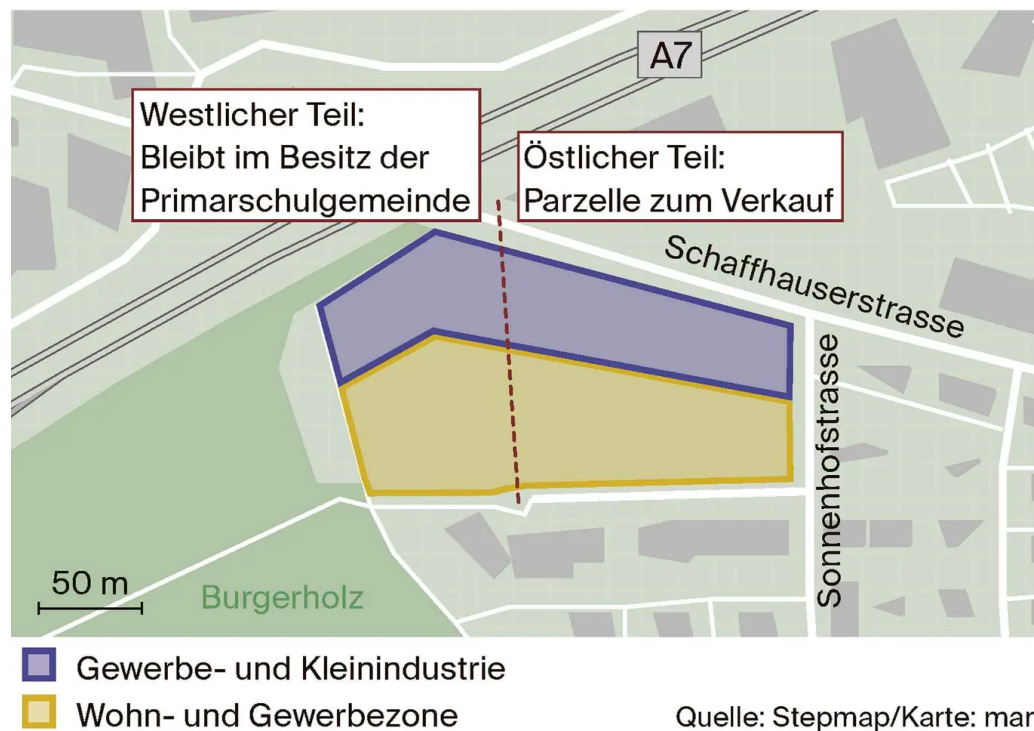 A7
Westlicher Teil:
Bleibt im Besitz der
Primarschulgemeinde
Östlicher Teil:
Parzelle zum Verkauf
Schaffhauserstrasse
Sonnenhofstrasse
50 m
Burgerholz
Gewerbe- und Kleinindustrie
Wohn- und Gewerbezone
Quelle: Stepmap/Karte: mar